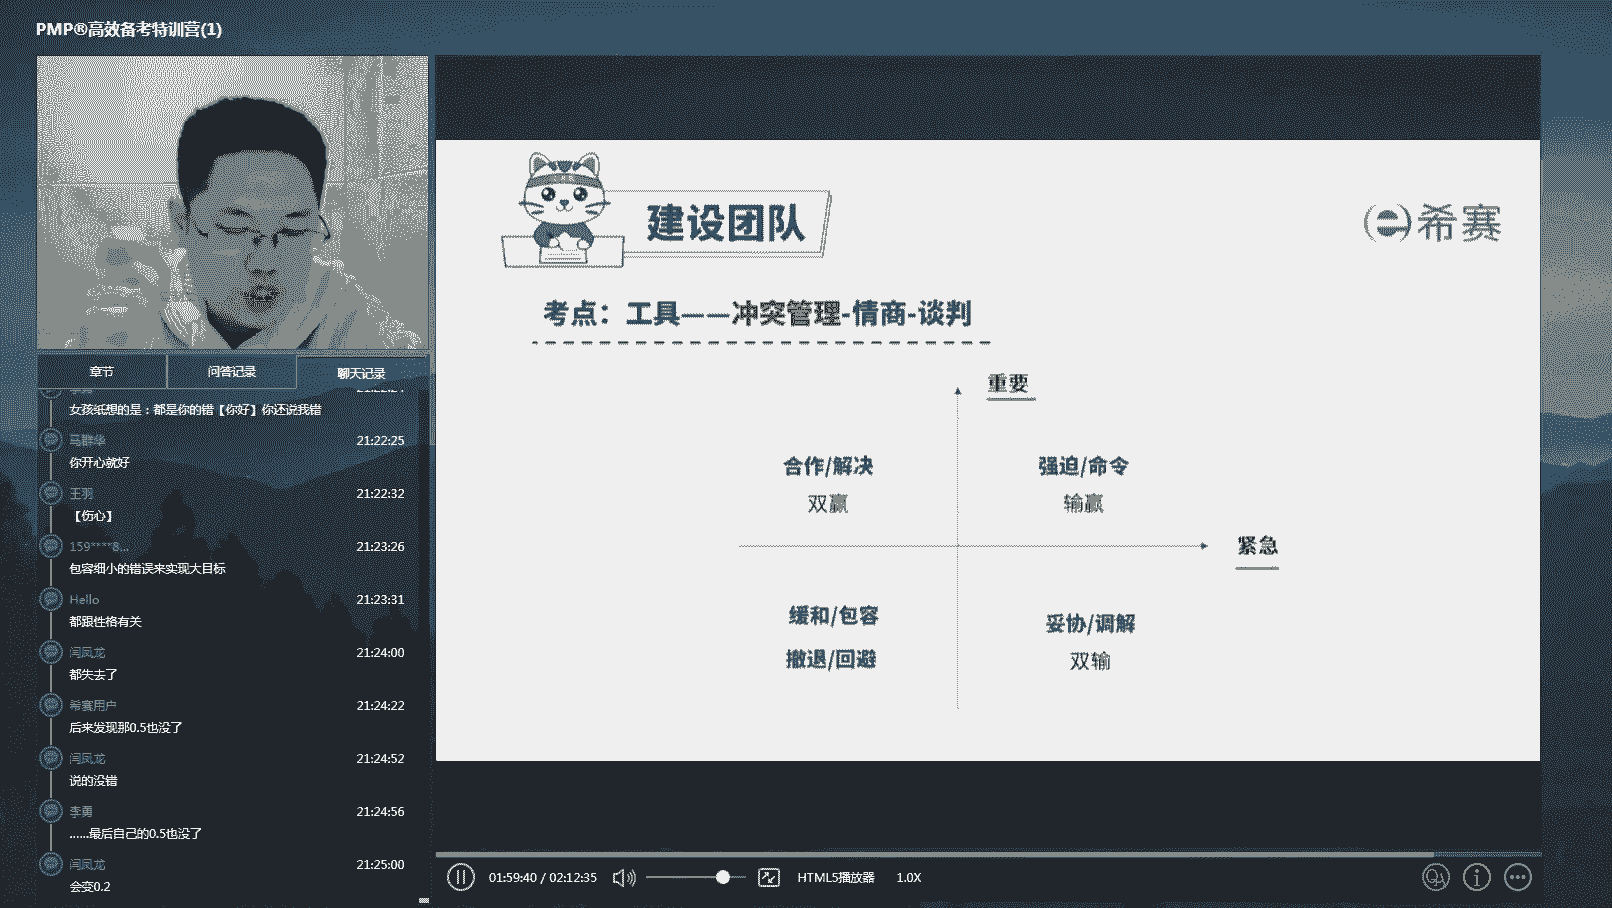 PMP®高效备考特训营(1)
章节
问答记录
聊天记录
女孩纸想的是：都是你的错【你好】你还说我错
马群华
21:22:25
你开心就好
王羽
21:22:32
【伤心】
159****8...
21:23:26
包容细小的错误来实现大目标
Hello
21:23:31
都跟性格有关
闫凤龙
21:24:00
都失去了
希赛用户
21:24:22
后来发现那0.5也没了
闫凤龙
21:24:52
说的没错
李勇
21:24:56
......最后自己的0.5也没了
闫凤龙
21:25:00
会变0.2
建设团队
希赛
考点：工具——冲突管理-情商-谈判
重要
合作/解决
双赢
强迫/命令
输赢
紧急
缓和/包容
撤退/回避
妥协/调解
双输
01:59:40 / 02:12:35
HTML5播放器
1.0X